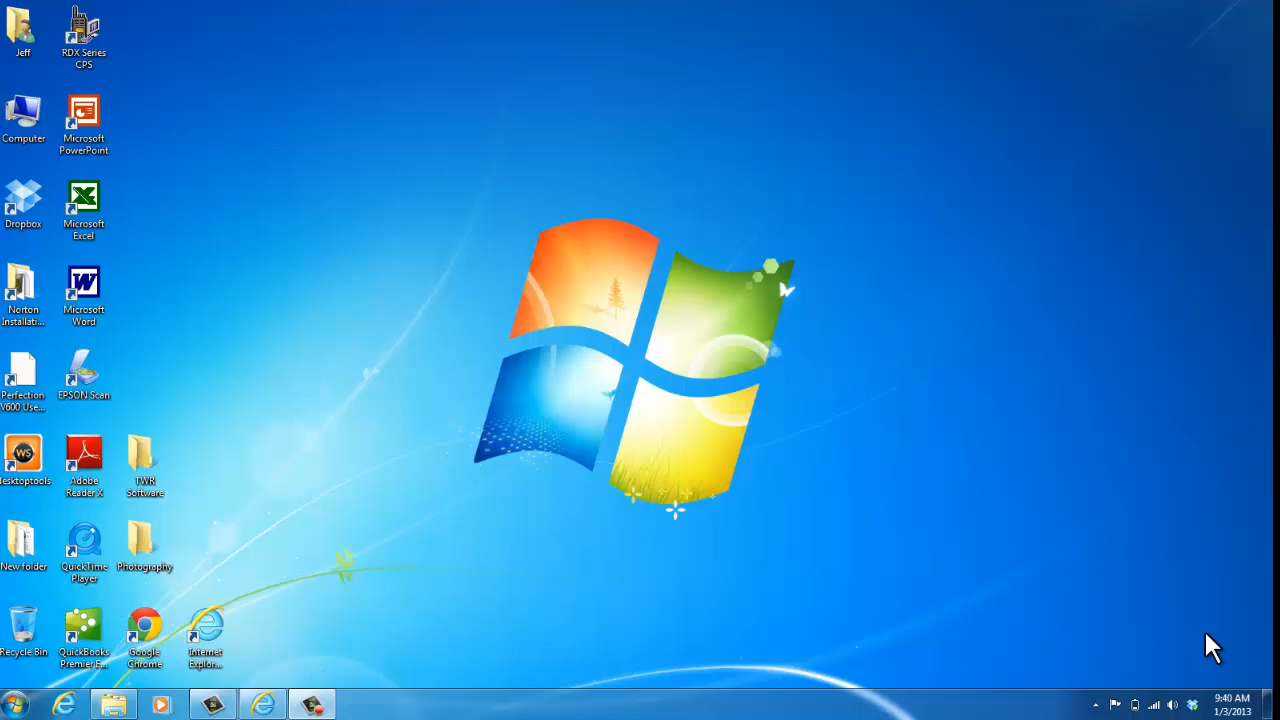 Jeff
RDX Series
CPS
Computer
Microsoft
PowerPoint
Dropbox
Microsoft
Excel
Norton
Installati...
Microsoft
Word
Perfection
V600 Use...
EPSON Scan
WS
esktoptools
Adobe
Reader X
TWR
Software
New folder
QuickTime
Player
Photography
Recycle Bin
QuickBooks
Premier E...
Google
Chrome
Internet
Explor...
9:40 AM
1/3/2013